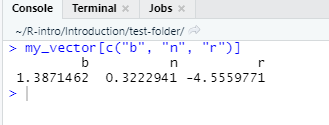 Console Terminal × Jobs ×
~/R-intro/Introduction/test-folder/
> my_vector[c("b", "n", "r")]
b n r
1.3871462 0.3222941 -4.5559771
>